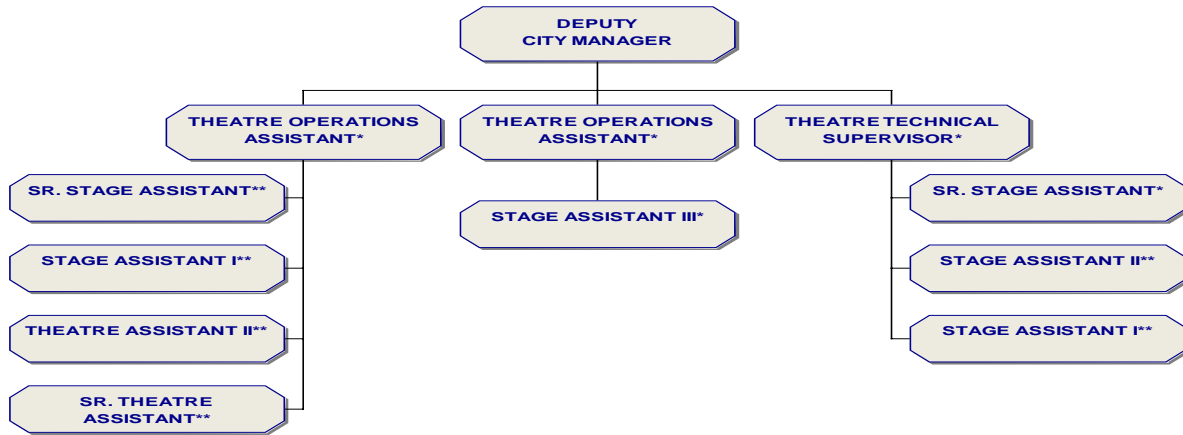 DEPUTY
CITY MANAGER
THEATRE OPERATIONS
ASSISTANT*
THEATRE OPERATIONS
ASSISTANT*
THEATRE TECHNICAL
SUPERVISOR*
SR. STAGE ASSISTANT**
STAGE ASSISTANT I**
THEATRE ASSISTANT II**
SR. THEATRE
ASSISTANT**
STAGE ASSISTANT III*
SR. STAGE ASSISTANT*
STAGE ASSISTANT II**
STAGE ASSISTANT I**